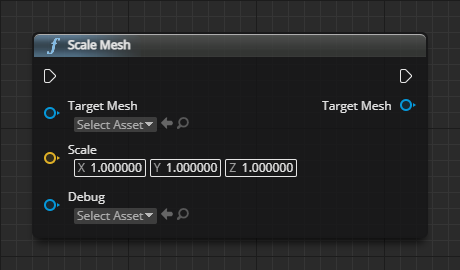 f Scale Mesh
Target Mesh
Target Mesh
Select Asset
Scale
X 1.000000 Y 1.000000 Z 1.000000
Debug
Select Asset